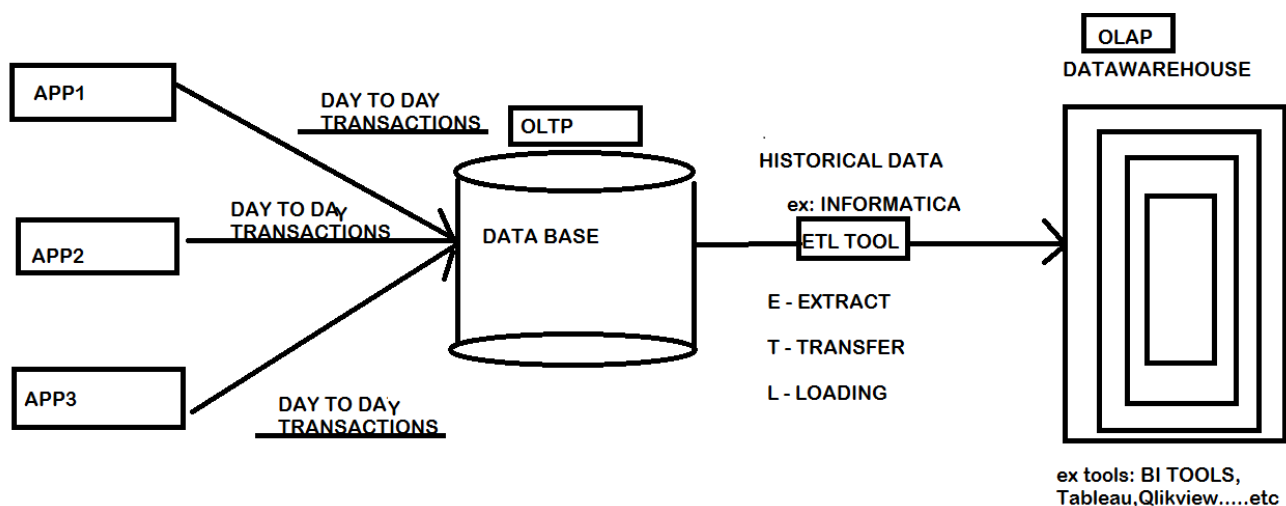 OLAP
DATAWAREHOUSE
APP1
DAY TO DAY
TRANSACTIONS
OLTP
HISTORICAL DATA
ex: INFORMATICA
DAY TO DAY
TRANSACTIONS
APP2
DATA BASE
ETL TOOL
E - EXTRACT
T - TRANSFER
L - LOADING
APP3
DAY TO DAY
TRANSACTIONS
ex tools: BI TOOLS,
Tableau,Qlikview.....etc